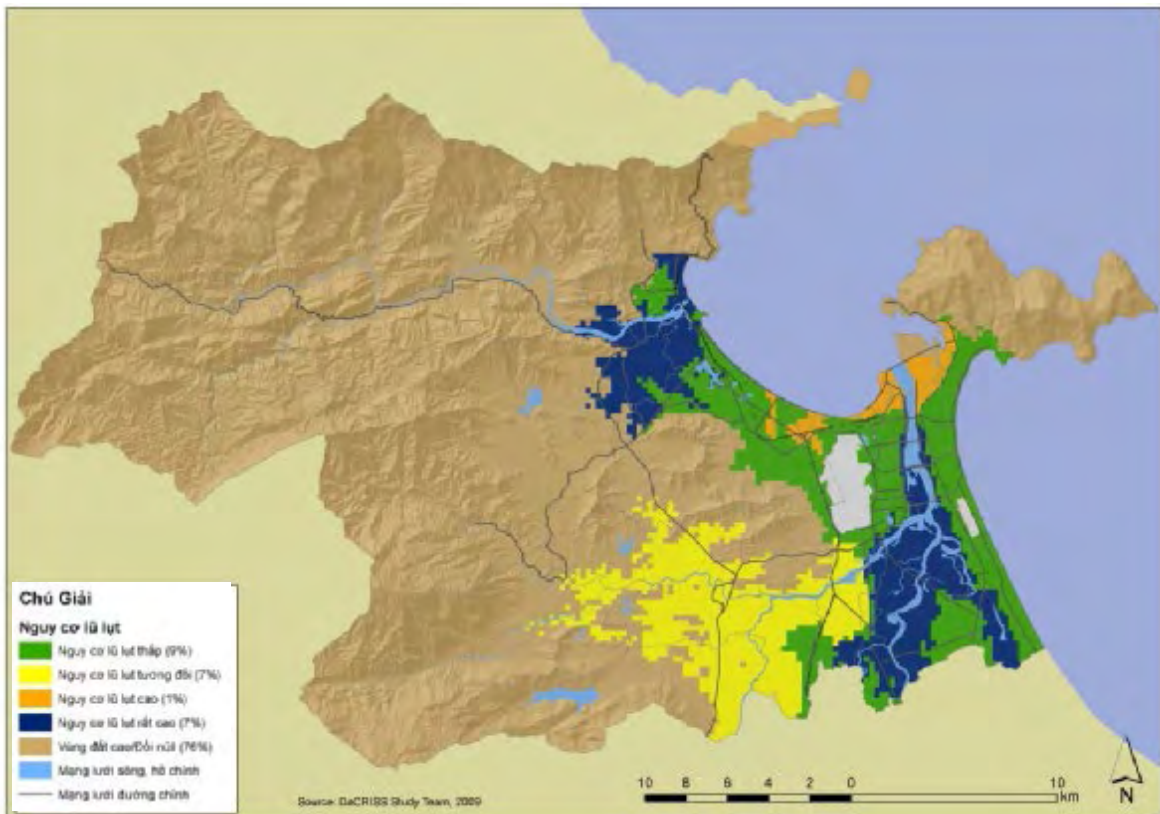 Chú Giải
Nguy cơ lũ lụt
Nguy cơ lũ lụt thấp (9%)
Nguy cơ lũ lụt tương đối (7%)
Nguy cơ lũ lụt cao (1%)
Nguy cơ lũ lụt rất cao (7%)
Vùng đất cao/Đồi núi (76%)
Mạng lưới sông, hồ chính
Mạng lưới đường chính
Source: DaCRISS Study Team, 2009
10 8 6 4 2 0 10
km
N